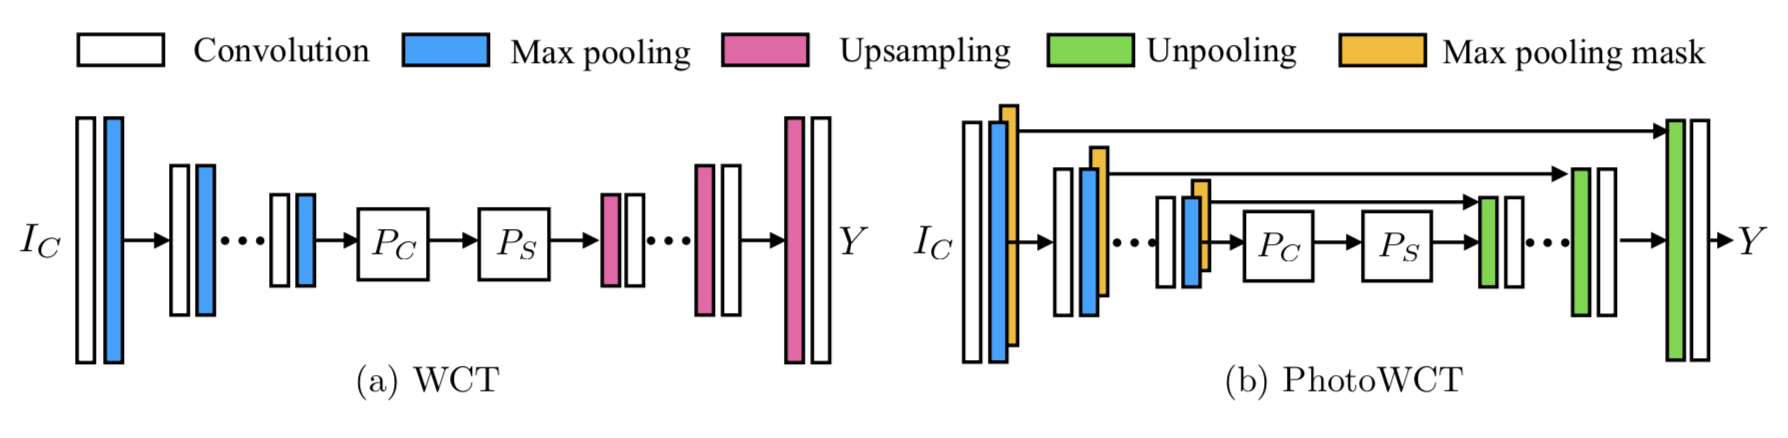 Convolution Max pooling Upsampling Unpooling Max pooling mask
I_C P_C P_S Y
(a) WCT
I_C P_C P_S Y
(b) PhotoWCT